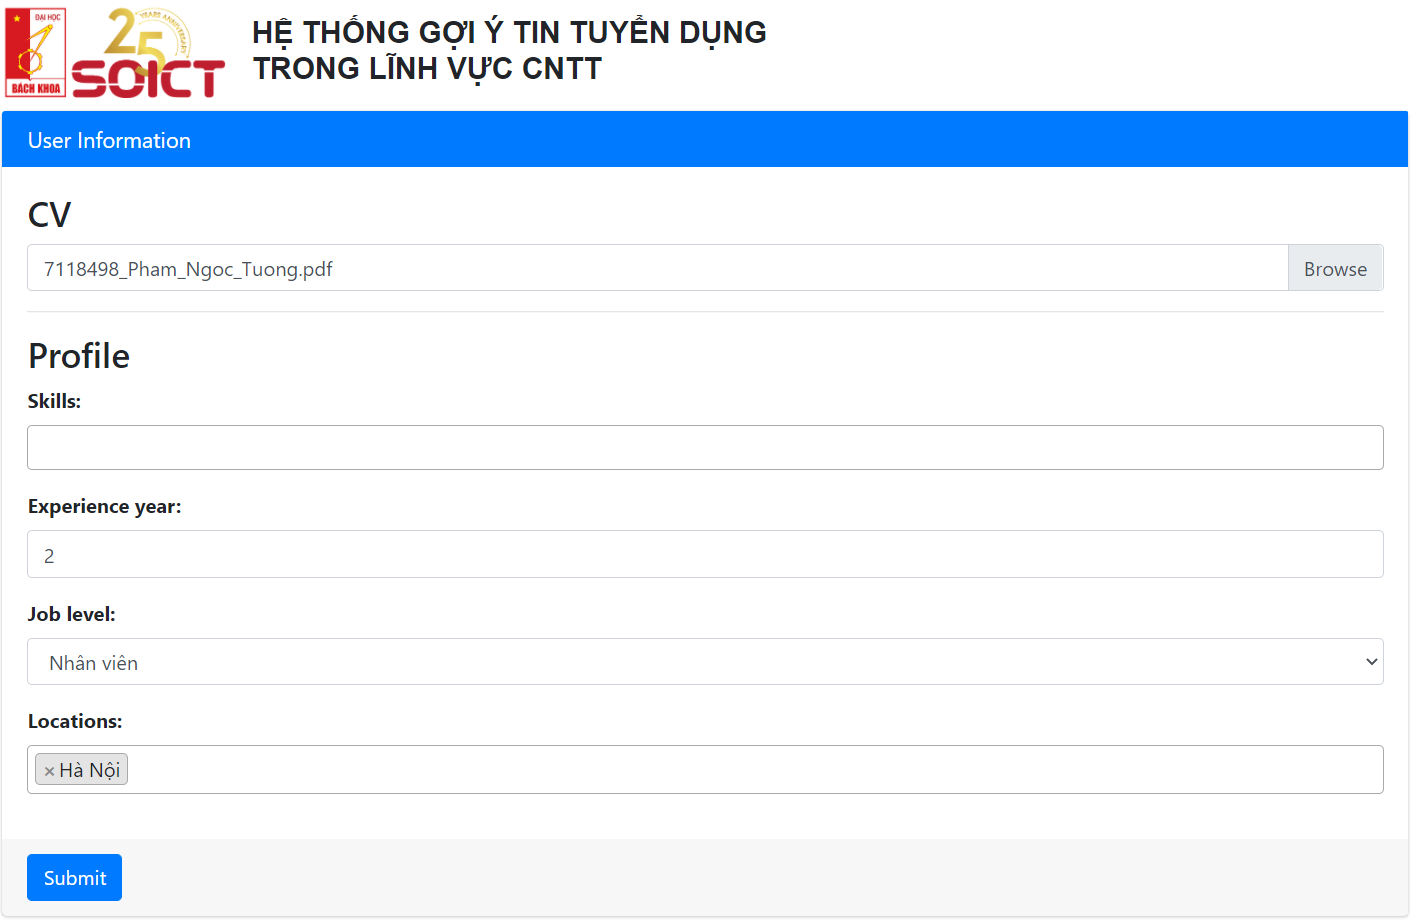 ĐẠI HỌC
BÁCH KHOA
25
YEARS ANNIVERSARY
SOICT
HỆ THỐNG GỢI Ý TIN TUYỂN DỤNG
TRONG LĨNH VỰC CNTT
User Information
CV
7118498_Pham_Ngoc_Tuong.pdf
Browse
Profile
Skills:
Experience year:
2
Job level:
Nhân viên
Locations:
× Hà Nội
Submit